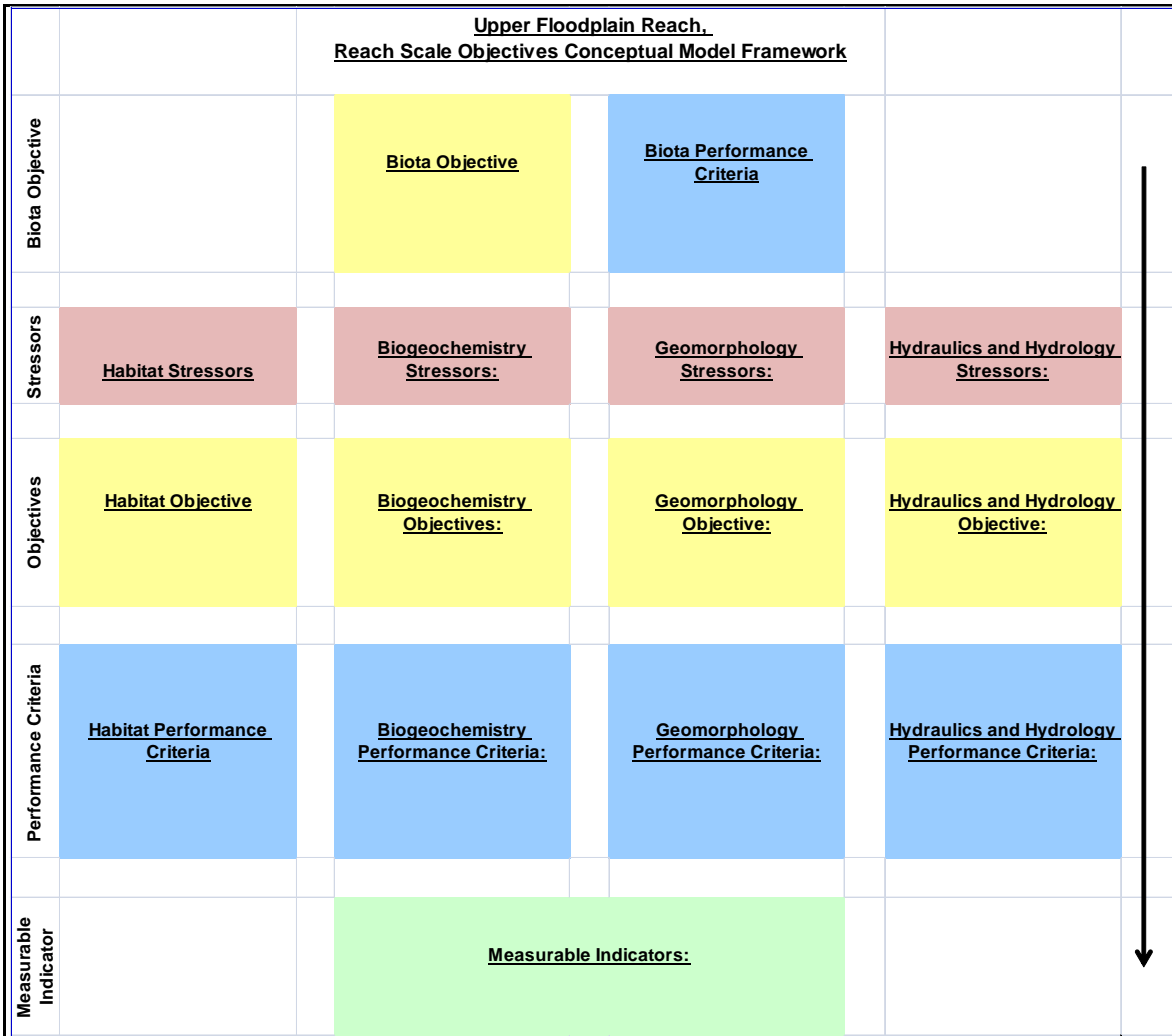 Upper Floodplain Reach,
Reach Scale Objectives Conceptual Model Framework
Biota Objective
Biota Objective
Biota Performance
Criteria
Stressors
Habitat Stressors
Biogeochemistry
Stressors:
Geomorphology
Stressors:
Hydraulics and Hydrology
Stressors:
Objectives
Habitat Objective
Biogeochemistry
Objectives:
Geomorphology
Objective:
Hydraulics and Hydrology
Objective:
Performance Criteria
Habitat Performance
Criteria
Biogeochemistry
Performance Criteria:
Geomorphology
Performance Criteria:
Hydraulics and Hydrology
Performance Criteria:
Measurable
Indicator
Measurable Indicators: